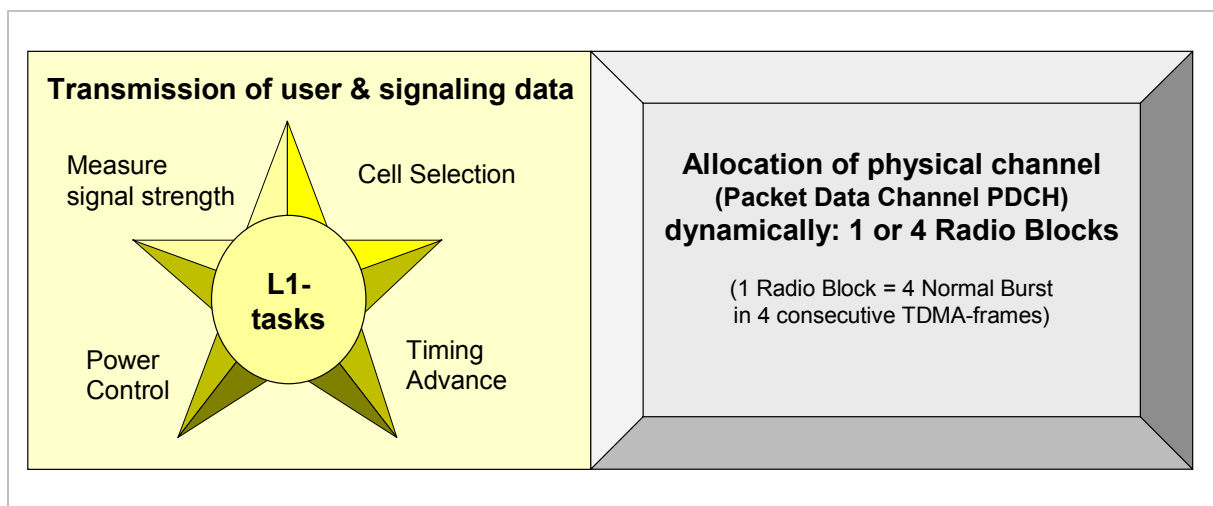 Transmission of user & signaling data
Measure
signal strength
Cell Selection
L1-
tasks
Power
Control
Timing
Advance
Allocation of physical channel
(Packet Data Channel PDCH)
dynamically: 1 or 4 Radio Blocks
(1 Radio Block = 4 Normal Burst
in 4 consecutive TDMA-frames)